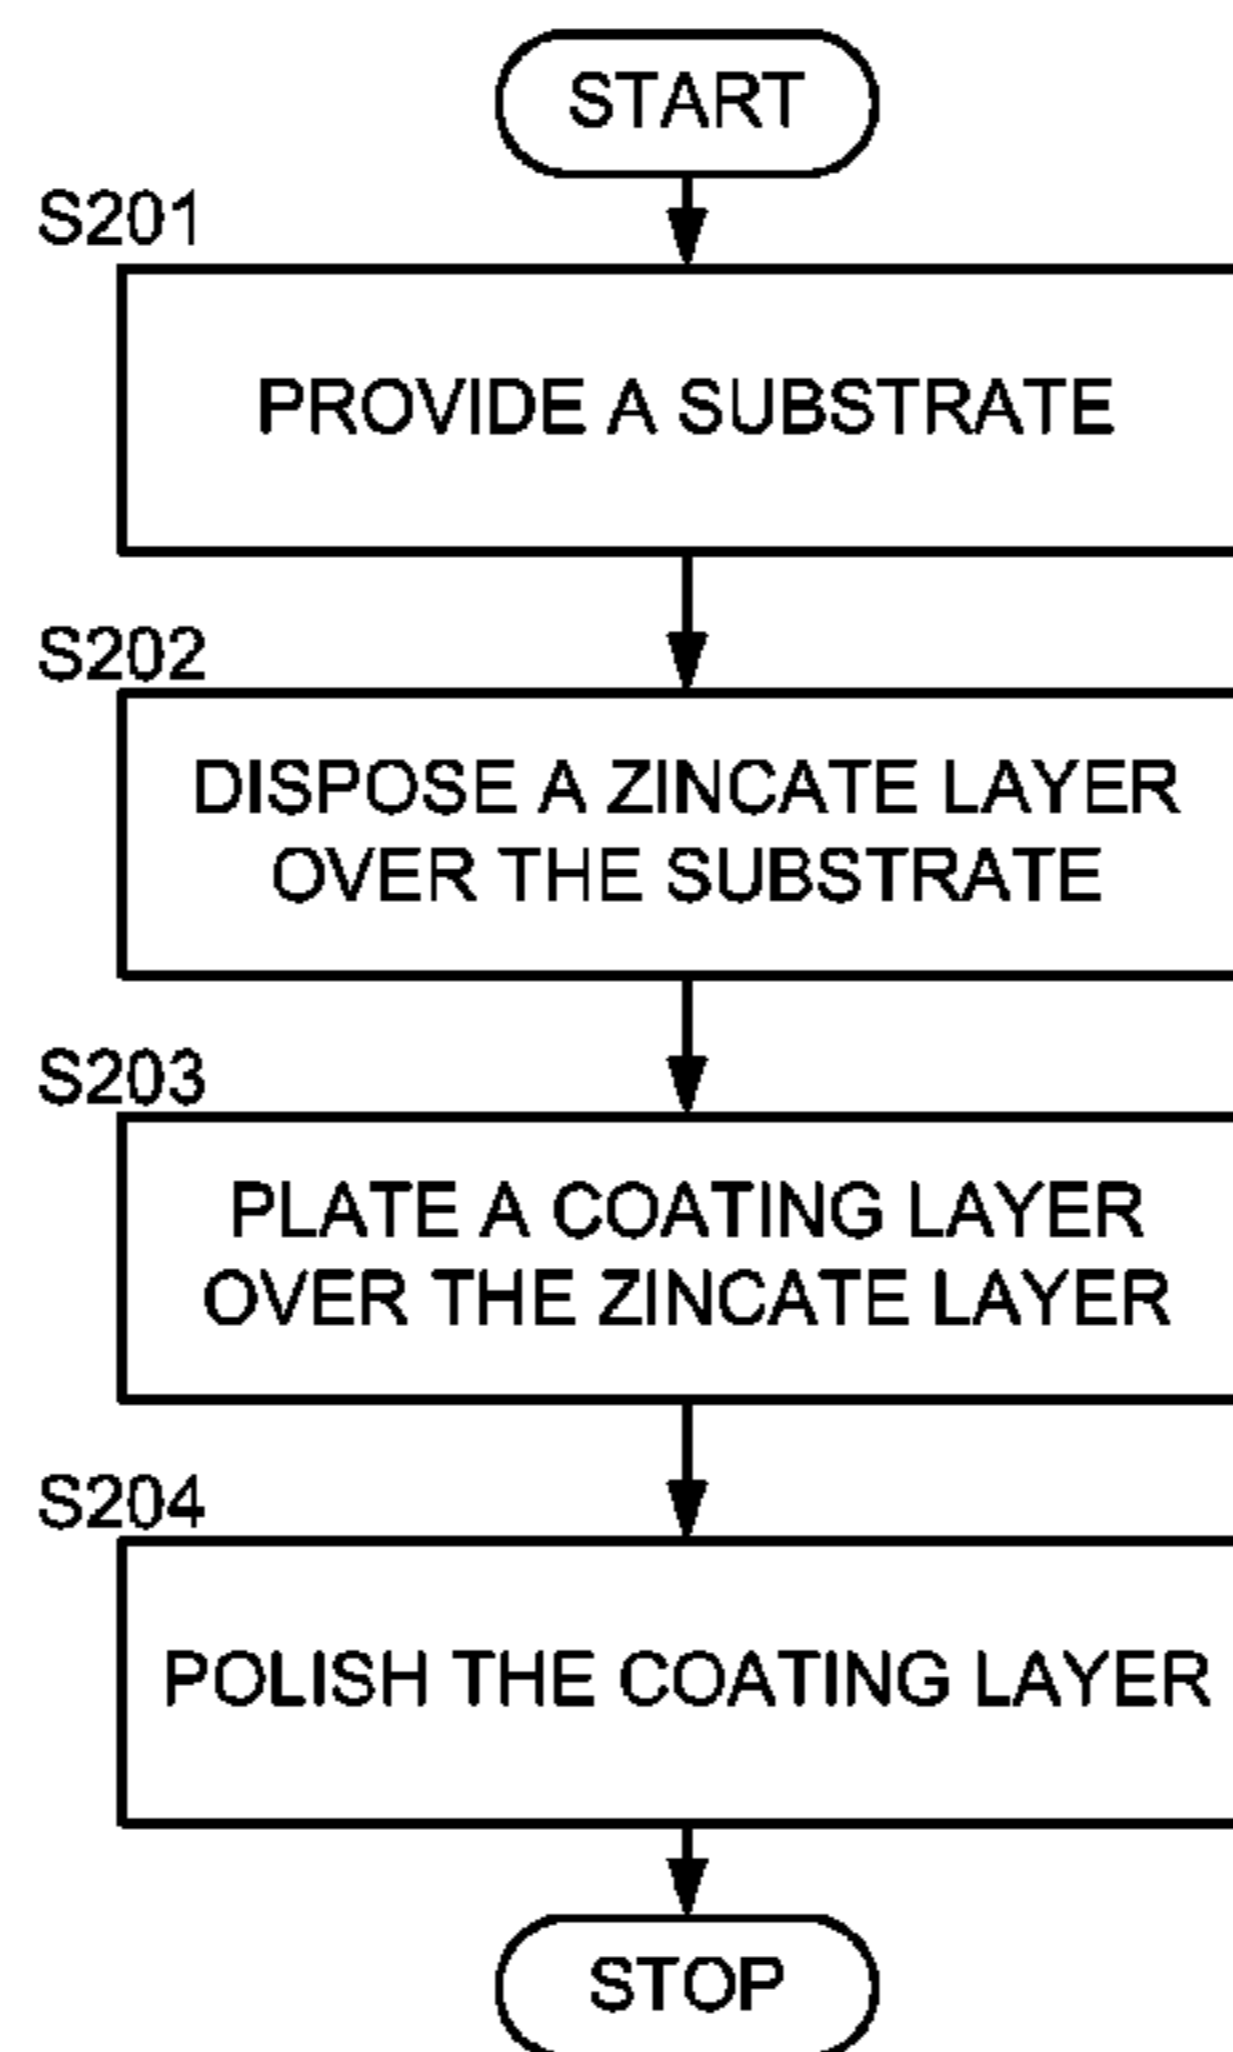 START
S201
PROVIDE A SUBSTRATE
S202
DISPOSE A ZINCATE LAYER
OVER THE SUBSTRATE
S203
PLATE A COATING LAYER
OVER THE ZINCATE LAYER
S204
POLISH THE COATING LAYER
STOP